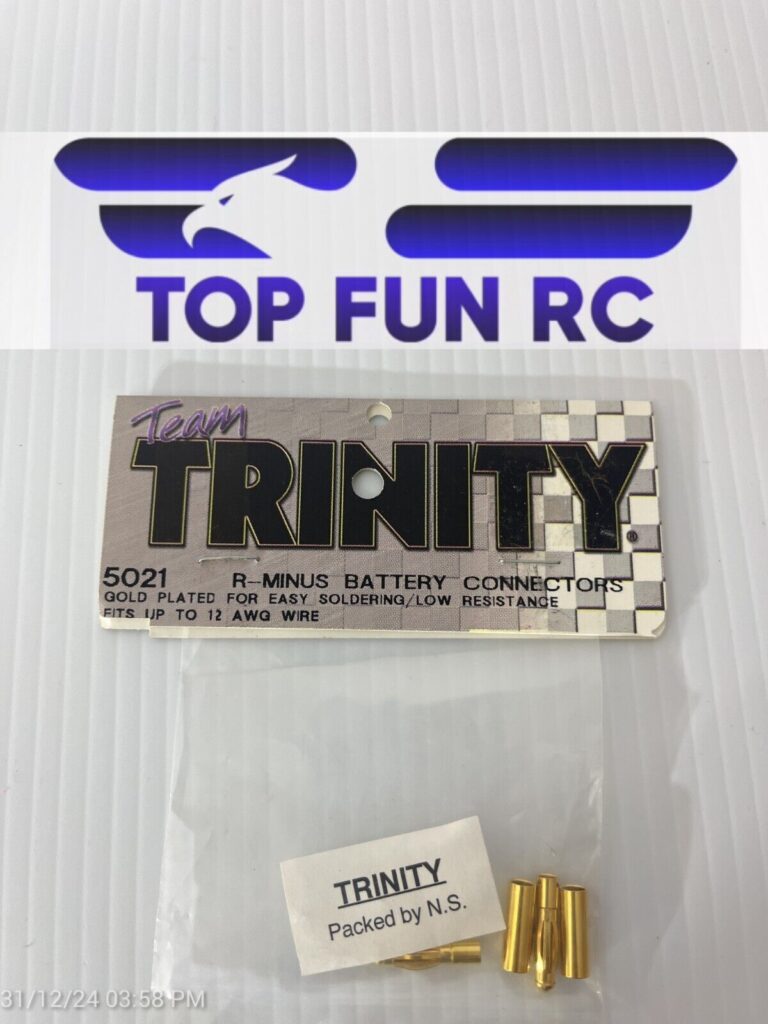 TOP FUN RC
Team
TRINITY®
5021 R-MINUS BATTERY CONNECTORS
GOLD PLATED FOR EASY SOLDERING/LOW RESISTANCE
FITS UP TO 12 AWG WIRE
TRINITY
Packed by N.S.
31/12/24 03:58 PM